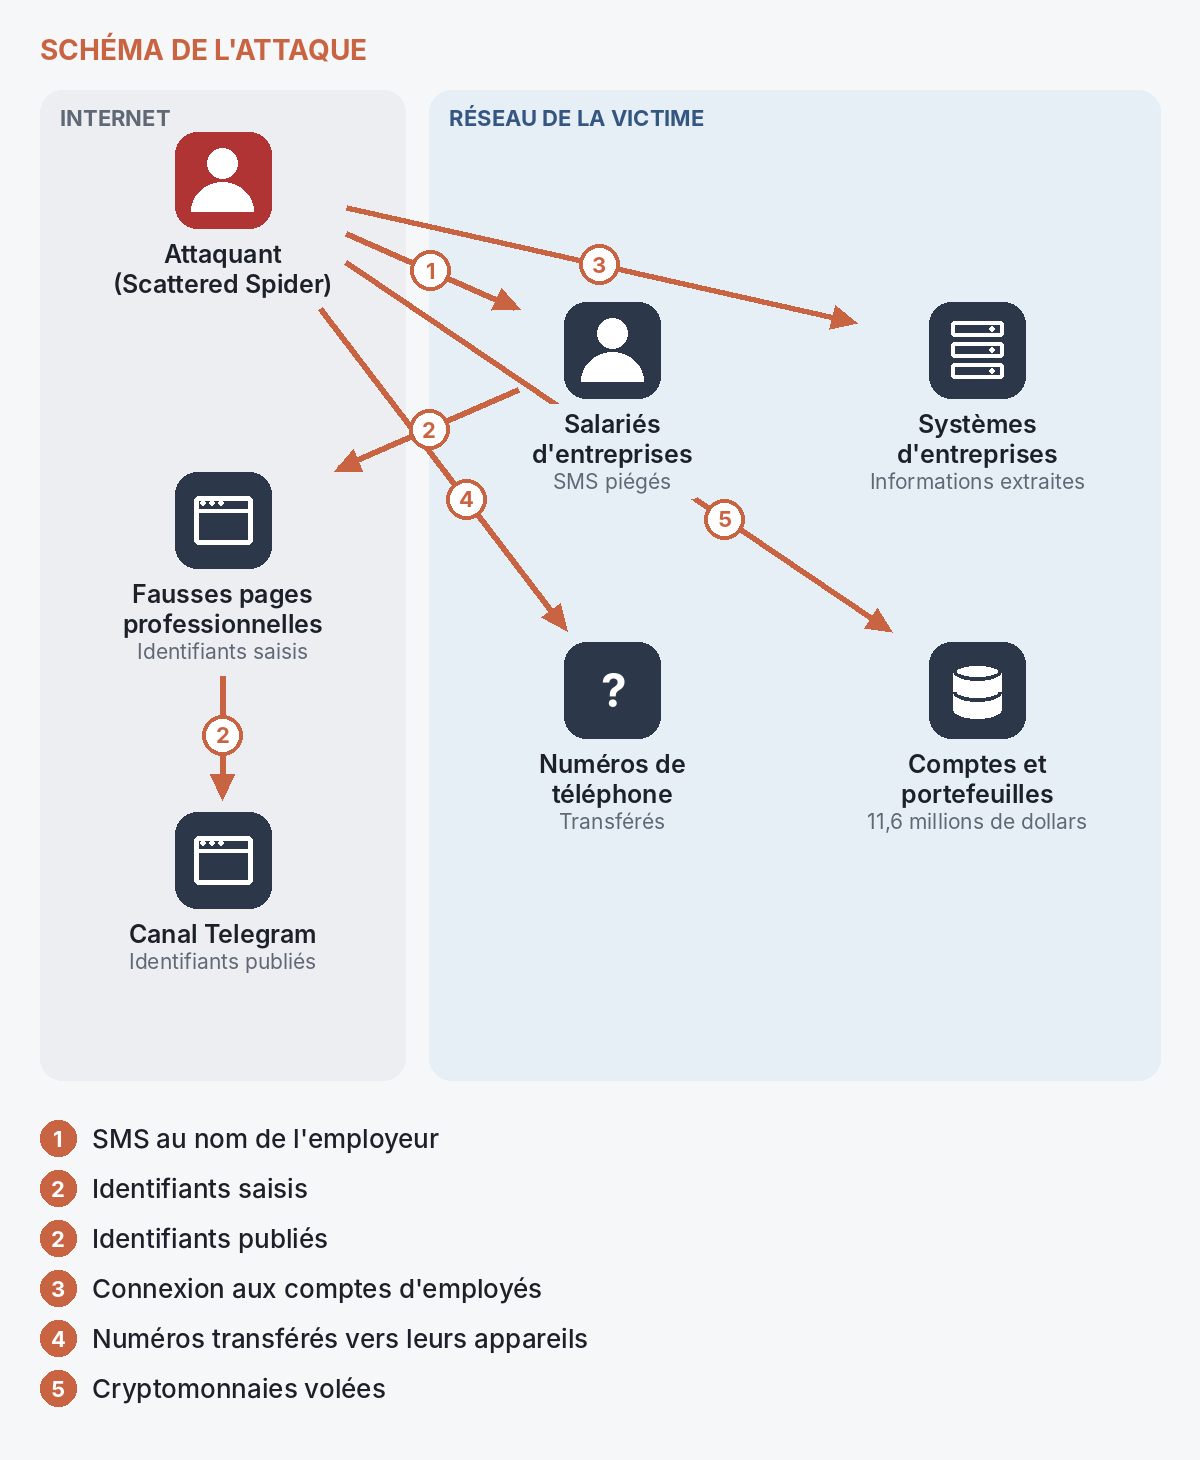 SCHÉMA DE L'ATTAQUE
INTERNET
RÉSEAU DE LA VICTIME
Attaquant
(Scattered Spider)
1
3
Salariés
d'entreprises
SMS piégés
Systèmes
d'entreprises
Informations extraites
2
4
5
Fausses pages
professionnelles
Identifiants saisis
2
?
Numéros de
téléphone
Transférés
Comptes et
portefeuilles
11,6 millions de dollars
Canal Telegram
Identifiants publiés
1 SMS au nom de l'employeur
2 Identifiants saisis
2 Identifiants publiés
3 Connexion aux comptes d'employés
4 Numéros transférés vers leurs appareils
5 Cryptomonnaies volées